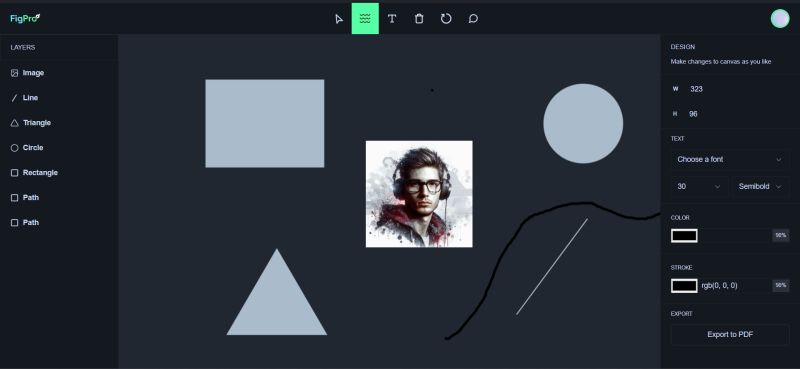 FigPro
LAYERS
Image
Line
Triangle
Circle
Rectangle
Path
Path
DESIGN
Make changes to canvas as you like
W 323
H 96
TEXT
Choose a font
30 Semibold
COLOR
90%
STROKE
rgb(0, 0, 0) 90%
EXPORT
Export to PDF